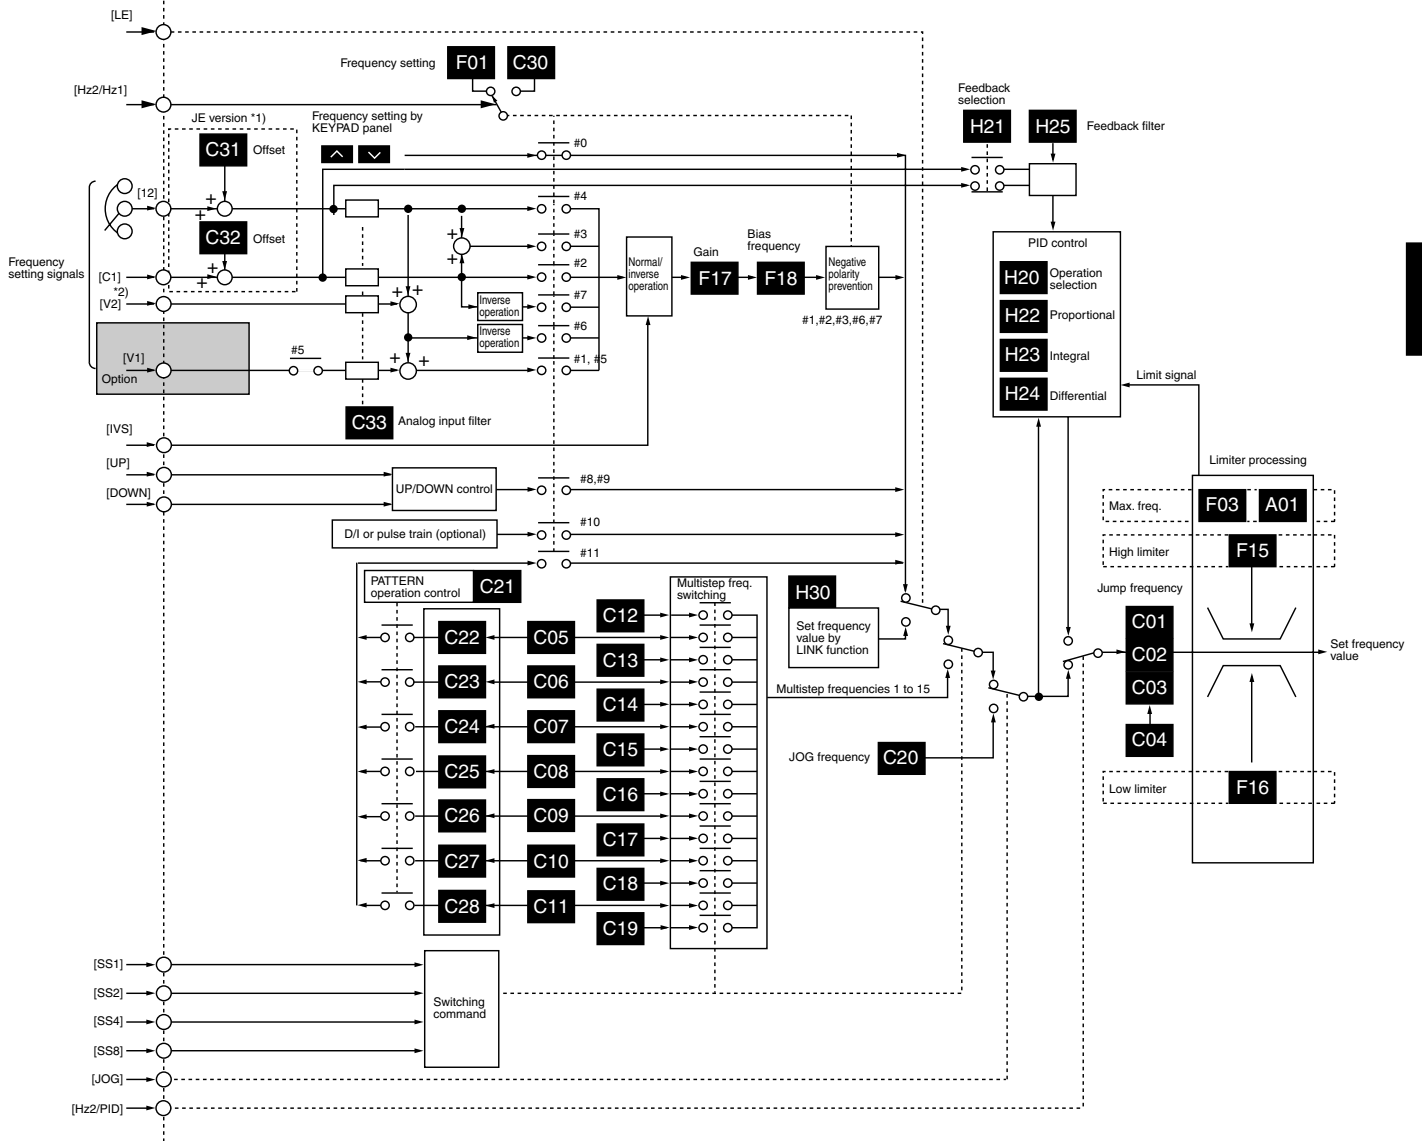 [LE]
Frequency setting
F01
C30
[Hz2/Hz1]
JE version *1)
Frequency setting by
KEYPAD panel
#0
C31
Offset
Feedback
selection
H21
H25
Feedback filter
[12]
#4
C32
Offset
#3
Frequency
setting signals
[C1]
*2)
[V2]
#2
Normal/
inverse
operation
Gain
F17
Bias
frequency
F18
Negative
polarity
prevention
#1,#2,#3,#6,#7
Inverse
operation
#7
Inverse
operation
#6
[V1]
Option
#5
#1, #5
C33
Analog input filter
PID control
H20
Operation
selection
H22
Proportional
H23
Integral
H24
Differential
Limit signal
[IVS]
[UP]
[DOWN]
UP/DOWN control
#8,#9
D/I or pulse train (optional)
#10
#11
Limiter processing
Max. freq.
F03
A01
High limiter
F15
PATTERN
operation control
C21
Multistep freq.
switching
H30
Set frequency
value by
LINK function
Jump frequency
C01
C02
C03
C04
Set frequency
value
C12
C22
C05
C13
C23
C06
C14
Multistep frequencies 1 to 15
C24
C07
C15
JOG frequency
C20
C25
C08
C16
Low limiter
F16
C26
C09
C17
C27
C10
C18
C28
C11
C19
[SS1]
[SS2]
[SS4]
[SS8]
Switching
command
[JOG]
[Hz2/PID]
+
+
+
+
+
+
+
+
+
+